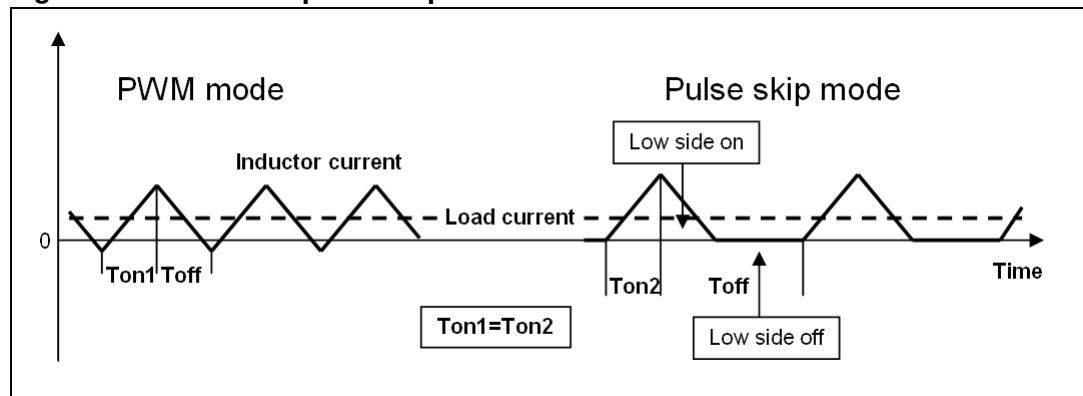 PWM mode
Pulse skip mode
Low side on
Inductor current
Load current
0
Ton1 Toff
Ton2
Toff
Time
Ton1=Ton2
Low side off